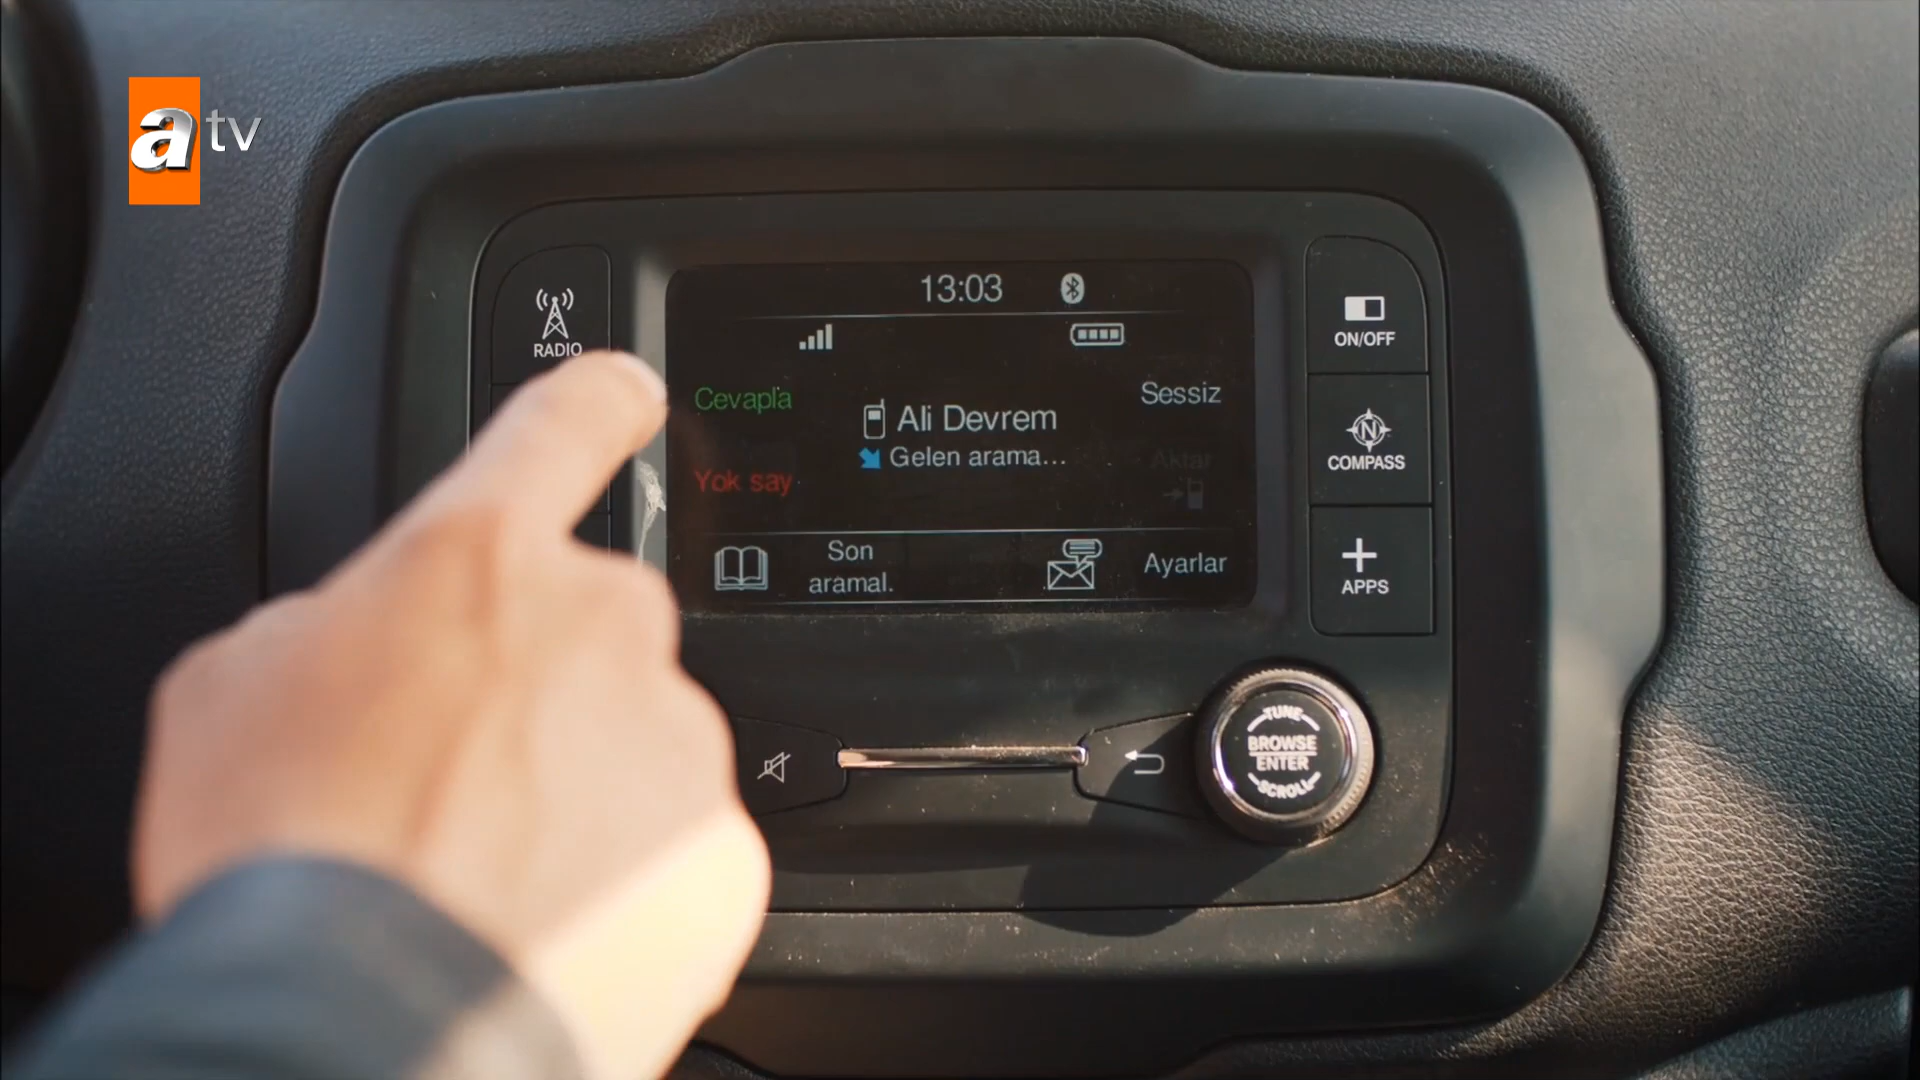 a tv
13:03
RADIO
ON/OFF
Cevapla
Ali Devrem
Sessiz
Gelen arama...
Yok say
Aktar
COMPASS
Son
aramal.
Ayarlar
APPS
TUNE
BROWSE
ENTER
SCROLL